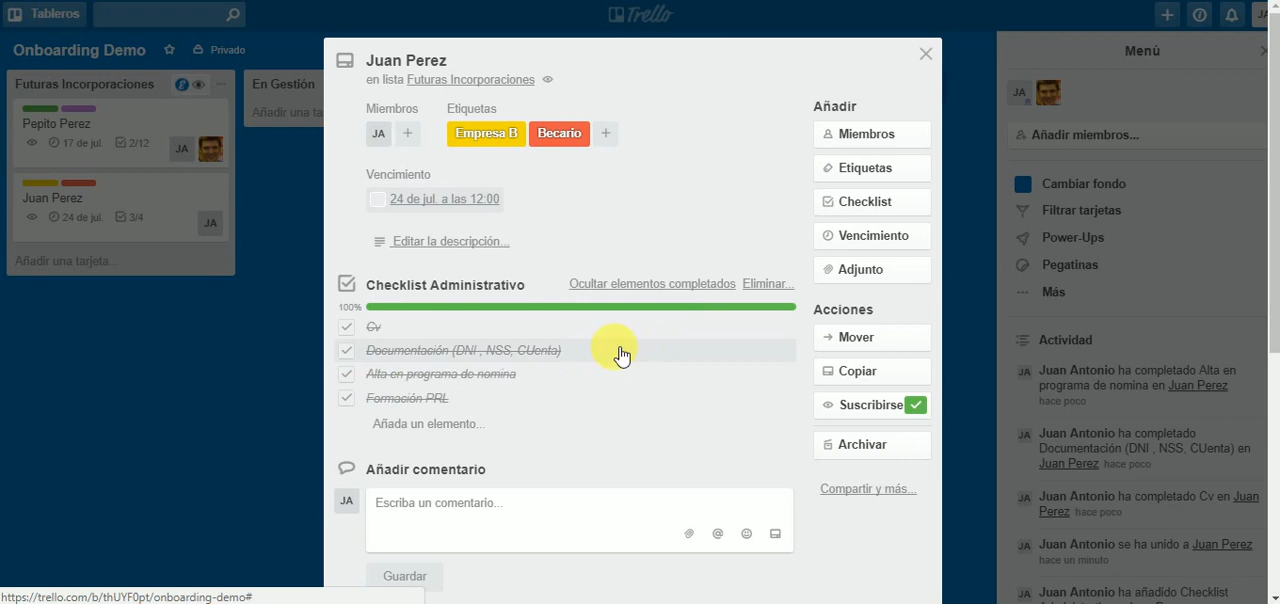 Tableros
Trello
JA
Onboarding Demo
Privado
Futuras Incorporaciones
Pepito Perez
17 de jul.
2/12
JA
Juan Perez
24 de jul.
3/4
JA
Añadir una tarjeta...
En Gestión
Añadir una ta
Juan Perez
en lista Futuras Incorporaciones
Miembros
Etiquetas
JA
Empresa B
Becario
Vencimiento
24 de jul. a las 12:00
Editar la descripción...
Checklist Administrativo
Ocultar elementos completados
Eliminar...
100%
Cv
Documentación (DNI , NSS, CUenta)
Alta en programa de nomina
Formación PRL
Añada un elemento...
Añadir comentario
JA
Escriba un comentario...
Guardar
Añadir
Miembros
Etiquetas
Checklist
Vencimiento
Adjunto
Acciones
Mover
Copiar
Suscribirse
Archivar
Compartir y más...
Menú
JA
Añadir miembros...
Cambiar fondo
Filtrar tarjetas
Power-Ups
Pegatinas
Más
Actividad
JA
Juan Antonio ha completado Alta en
programa de nomina en Juan Perez
hace poco
JA
Juan Antonio ha completado
Documentación (DNI , NSS, CUenta) en
Juan Perez hace poco
JA
Juan Antonio ha completado Cv en Juan
Perez hace poco
JA
Juan Antonio se ha unido a Juan Perez
hace un minuto
JA
Juan Antonio ha añadido Checklist
https://trello.com/b/thUYF0pt/onboarding-demo#